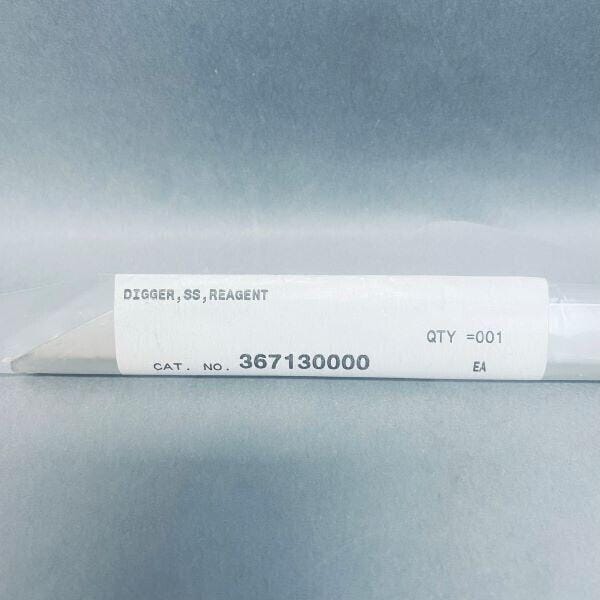 DIGGER,SS,REAGENT
QTY =001
CAT. NO. 367130000
EA